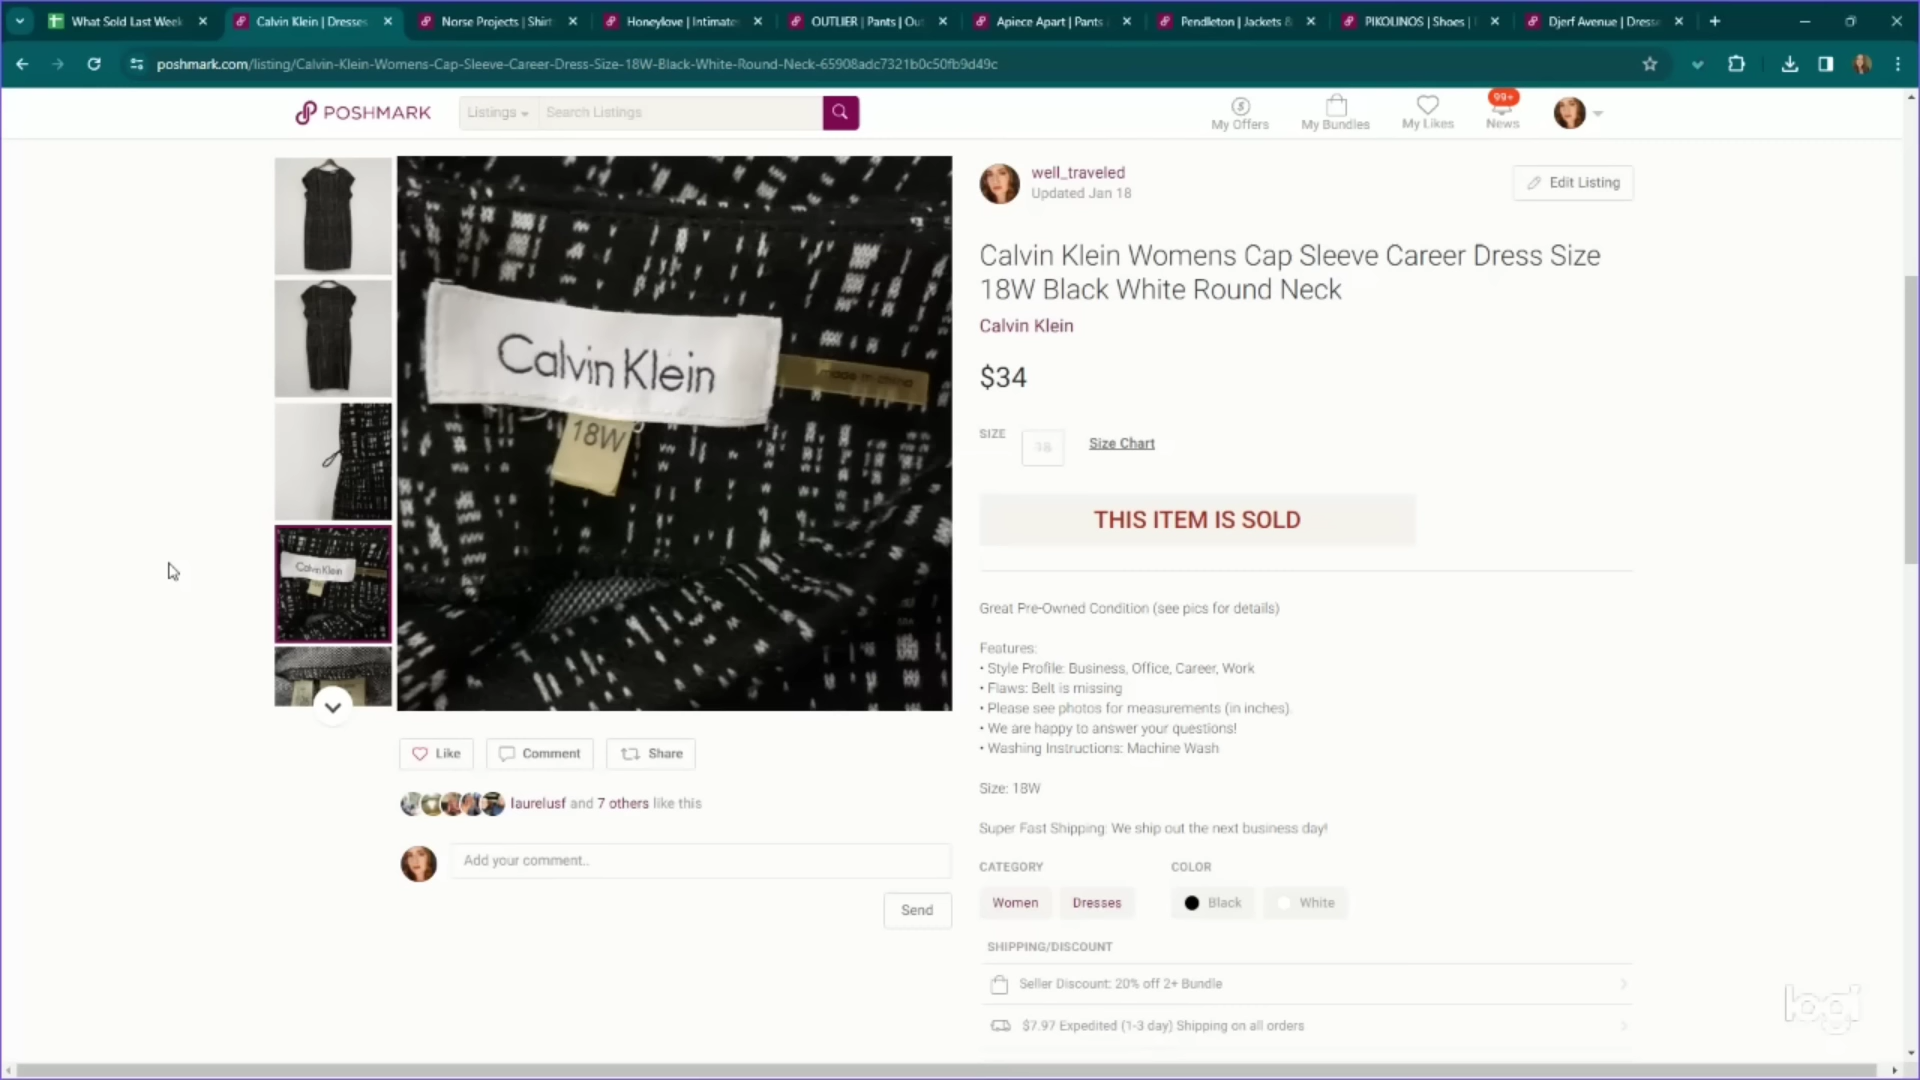 What Sold Last Week
Calvin Klein | Dresses
Norse Projects | Shirt
Honeylove | Intimate
OUTLIER | Pants | Ou
Apiece Apart | Pants
Pendleton | Jackets &
PIKOLINOS | Shoes |
Djerf Avenue | Dress
poshmark.com/listing/Calvin-Klein-Womens-Cap-Sleeve-Career-Dress-Size-18W-Black-White-Round-Neck-65908adc7321b0c50fb9d49c
POSHMARK
Listings
Search Listings
My Offers
My Bundles
My Likes
99+
News
Calvin Klein
made in china
18W
Calvin Klein
well_traveled
Updated Jan 18
Edit Listing
Calvin Klein Womens Cap Sleeve Career Dress Size
18W Black White Round Neck
Calvin Klein
$34
SIZE
18
Size Chart
THIS ITEM IS SOLD
Great Pre-Owned Condition (see pics for details)
Features:
• Style Profile: Business, Office, Career, Work
• Flaws: Belt is missing
• Please see photos for measurements (in inches).
• We are happy to answer your questions!
• Washing Instructions: Machine Wash
Size: 18W
Super Fast Shipping: We ship out the next business day!
CATEGORY
Women
Dresses
COLOR
Black
White
SHIPPING/DISCOUNT
Seller Discount: 20% off 2+ Bundle
$7.97 Expedited (1-3 day) Shipping on all orders
Like
Comment
Share
laurelusf and 7 others like this
Add your comment..
Send
logi